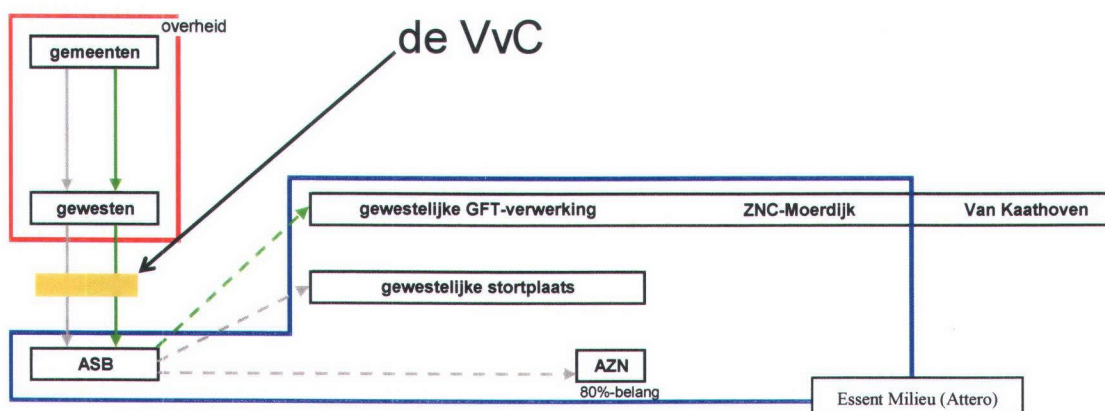 overheid
de VvC
gemeenten
gewesten
gewestelijke GFT-verwerking ZNC-Moerdijk Van Kaathoven
gewestelijke stortplaats
ASB
AZN
80%-belang
Essent Milieu (Attero)